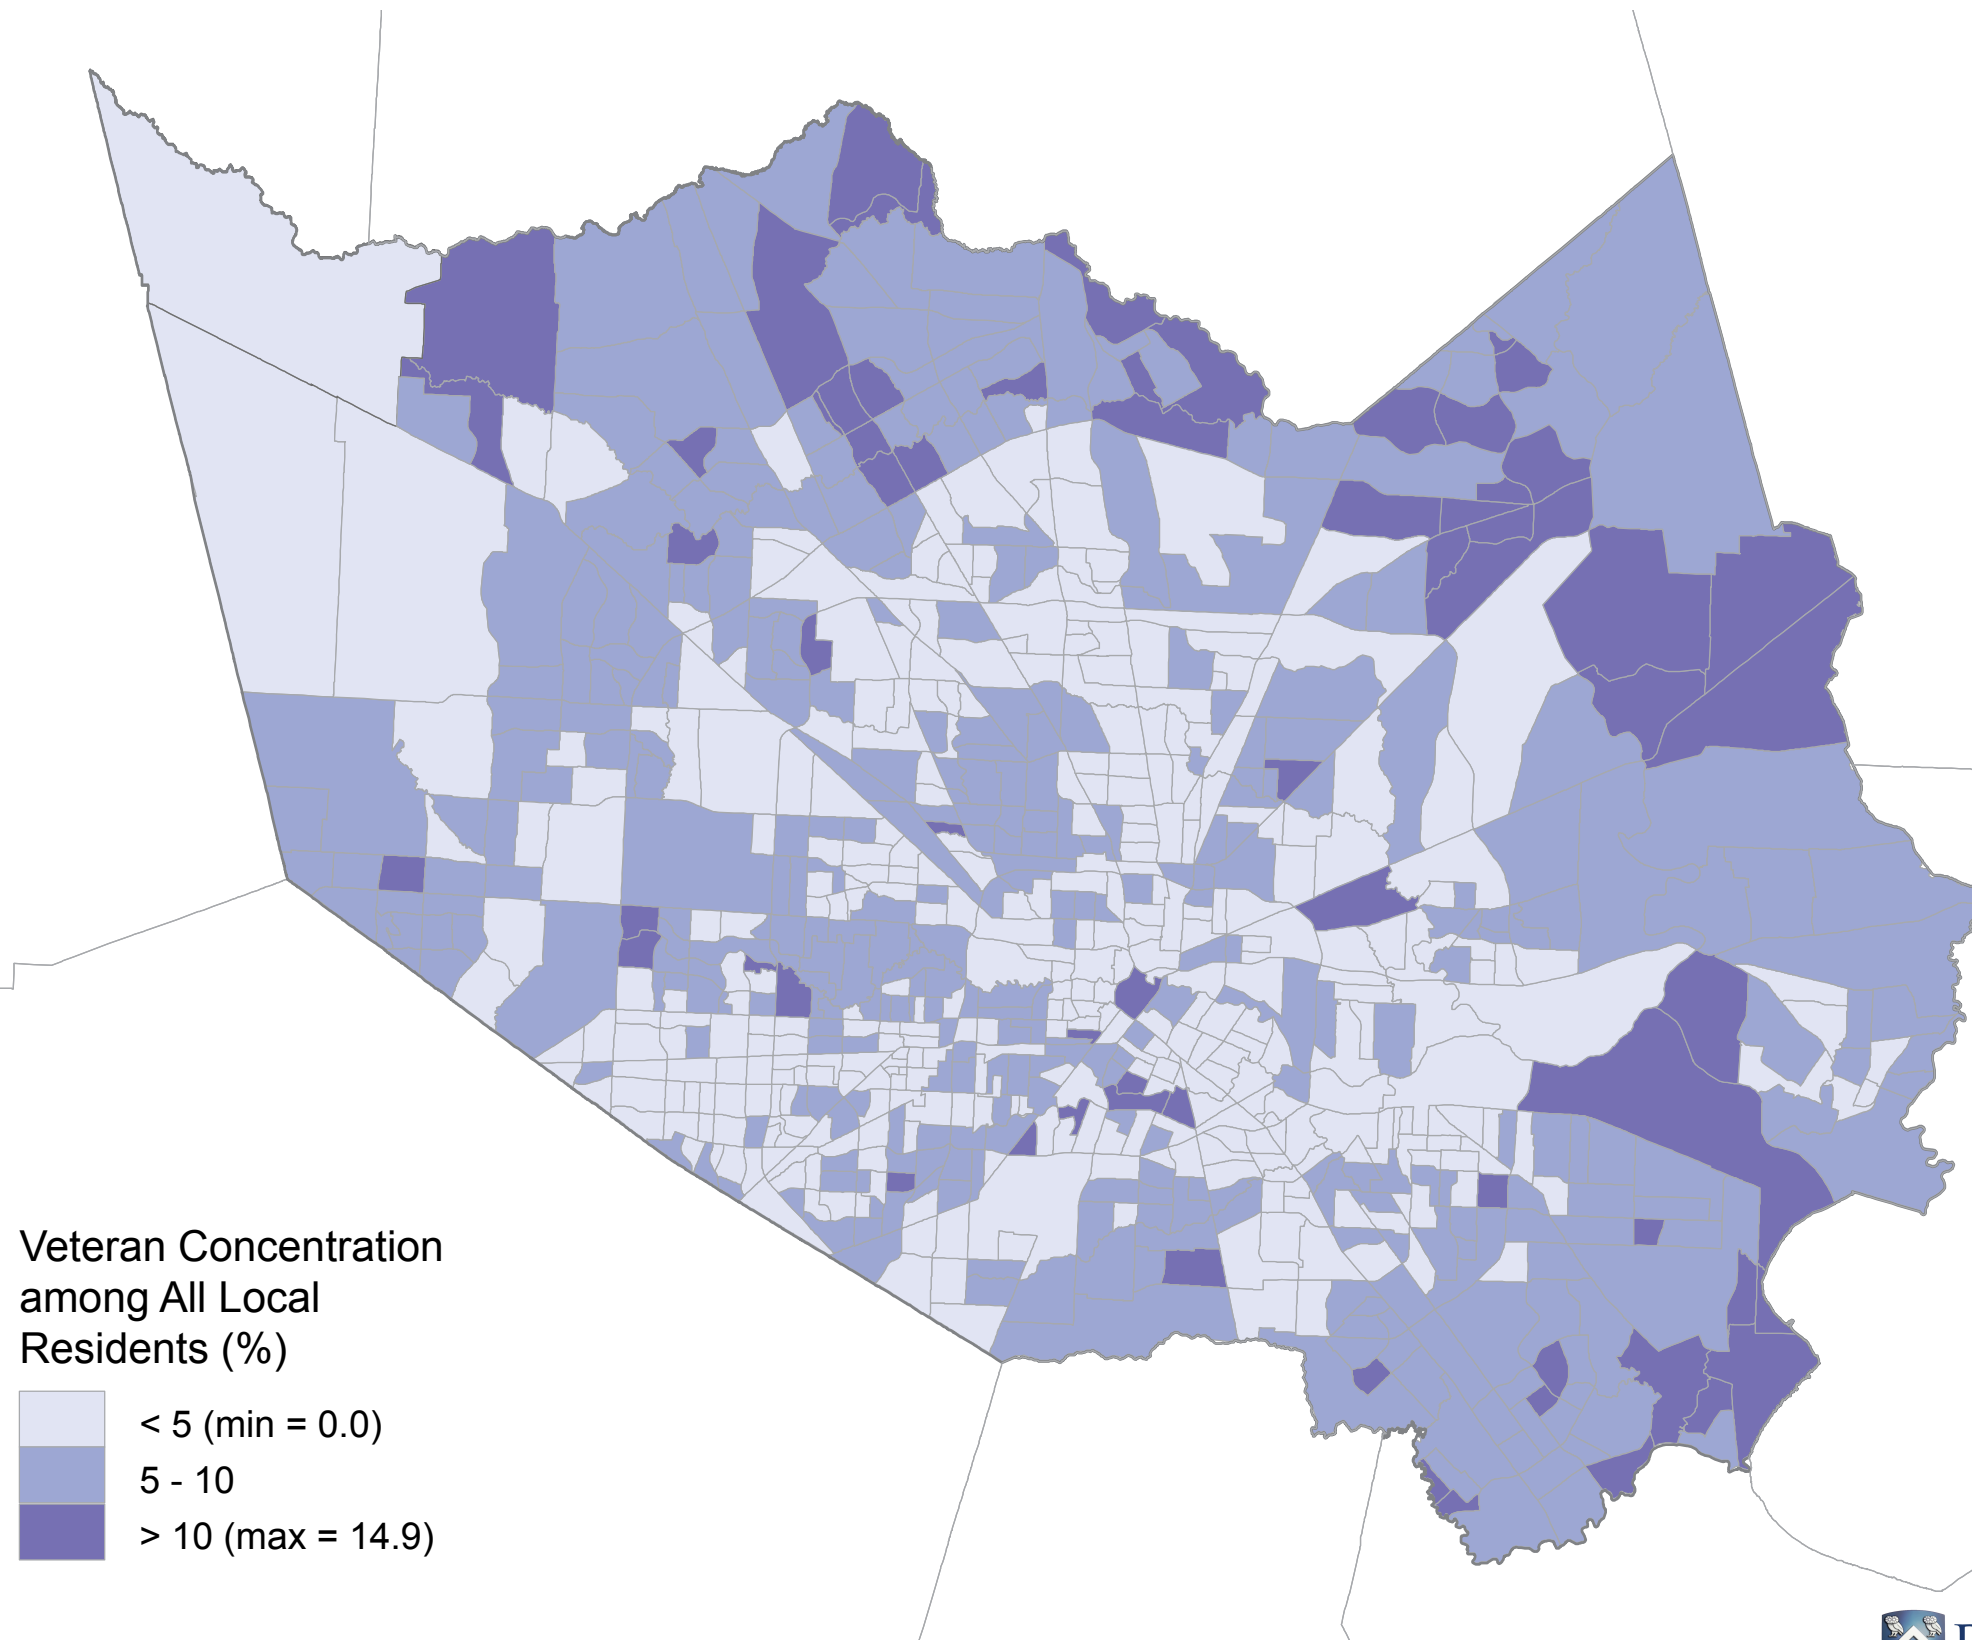 Veteran Concentration
among All Local
Residents (%)
< 5 (min = 0.0)
5 - 10
> 10 (max = 14.9)